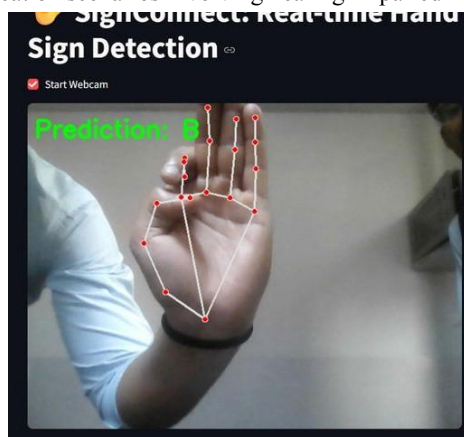 SignConnect: Real-time Hand
Sign Detection
Start Webcam
Prediction: B